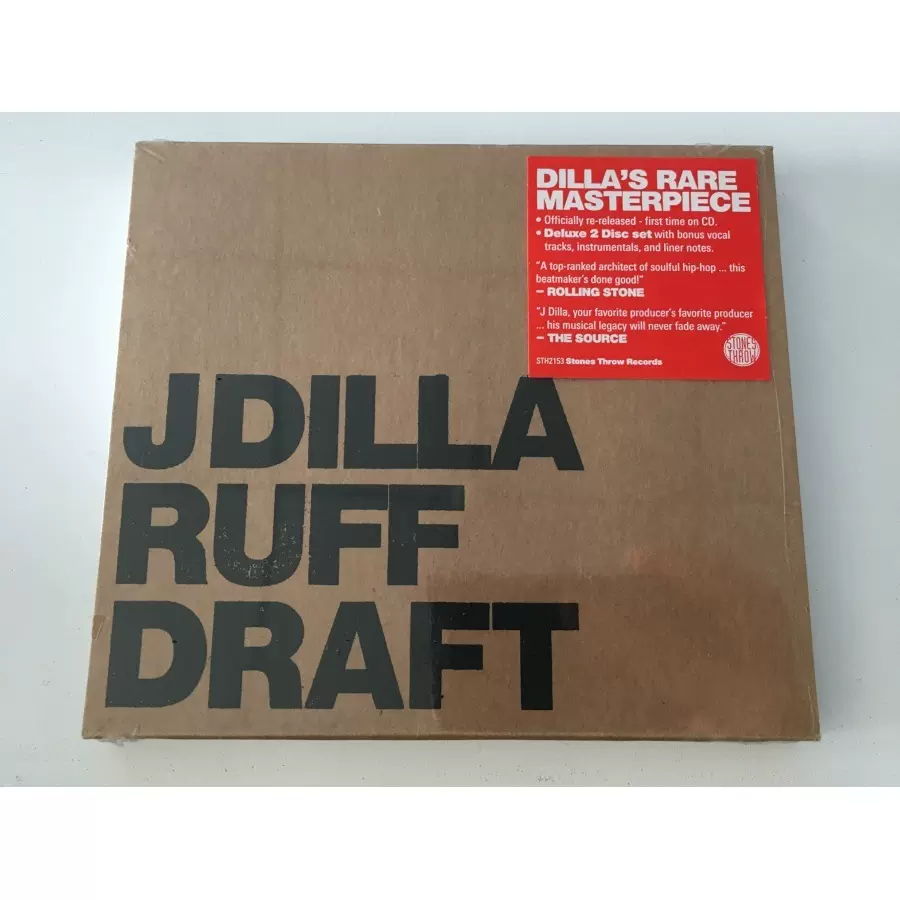 DILLA'S RARE
MASTERPIECE
• Officially re-released - first time on CD.
• Deluxe 2 Disc set with bonus vocal
tracks, instrumentals, and liner notes.
"A top-ranked architect of soulful hip-hop ... this
beatmaker's done good!"
– ROLLING STONE
"J Dilla, your favorite producer's favorite producer
... his musical legacy will never fade away."
– THE SOURCE
STH2153 Stones Throw Records
STONES
THROW
J DILLA
RUFF
DRAFT